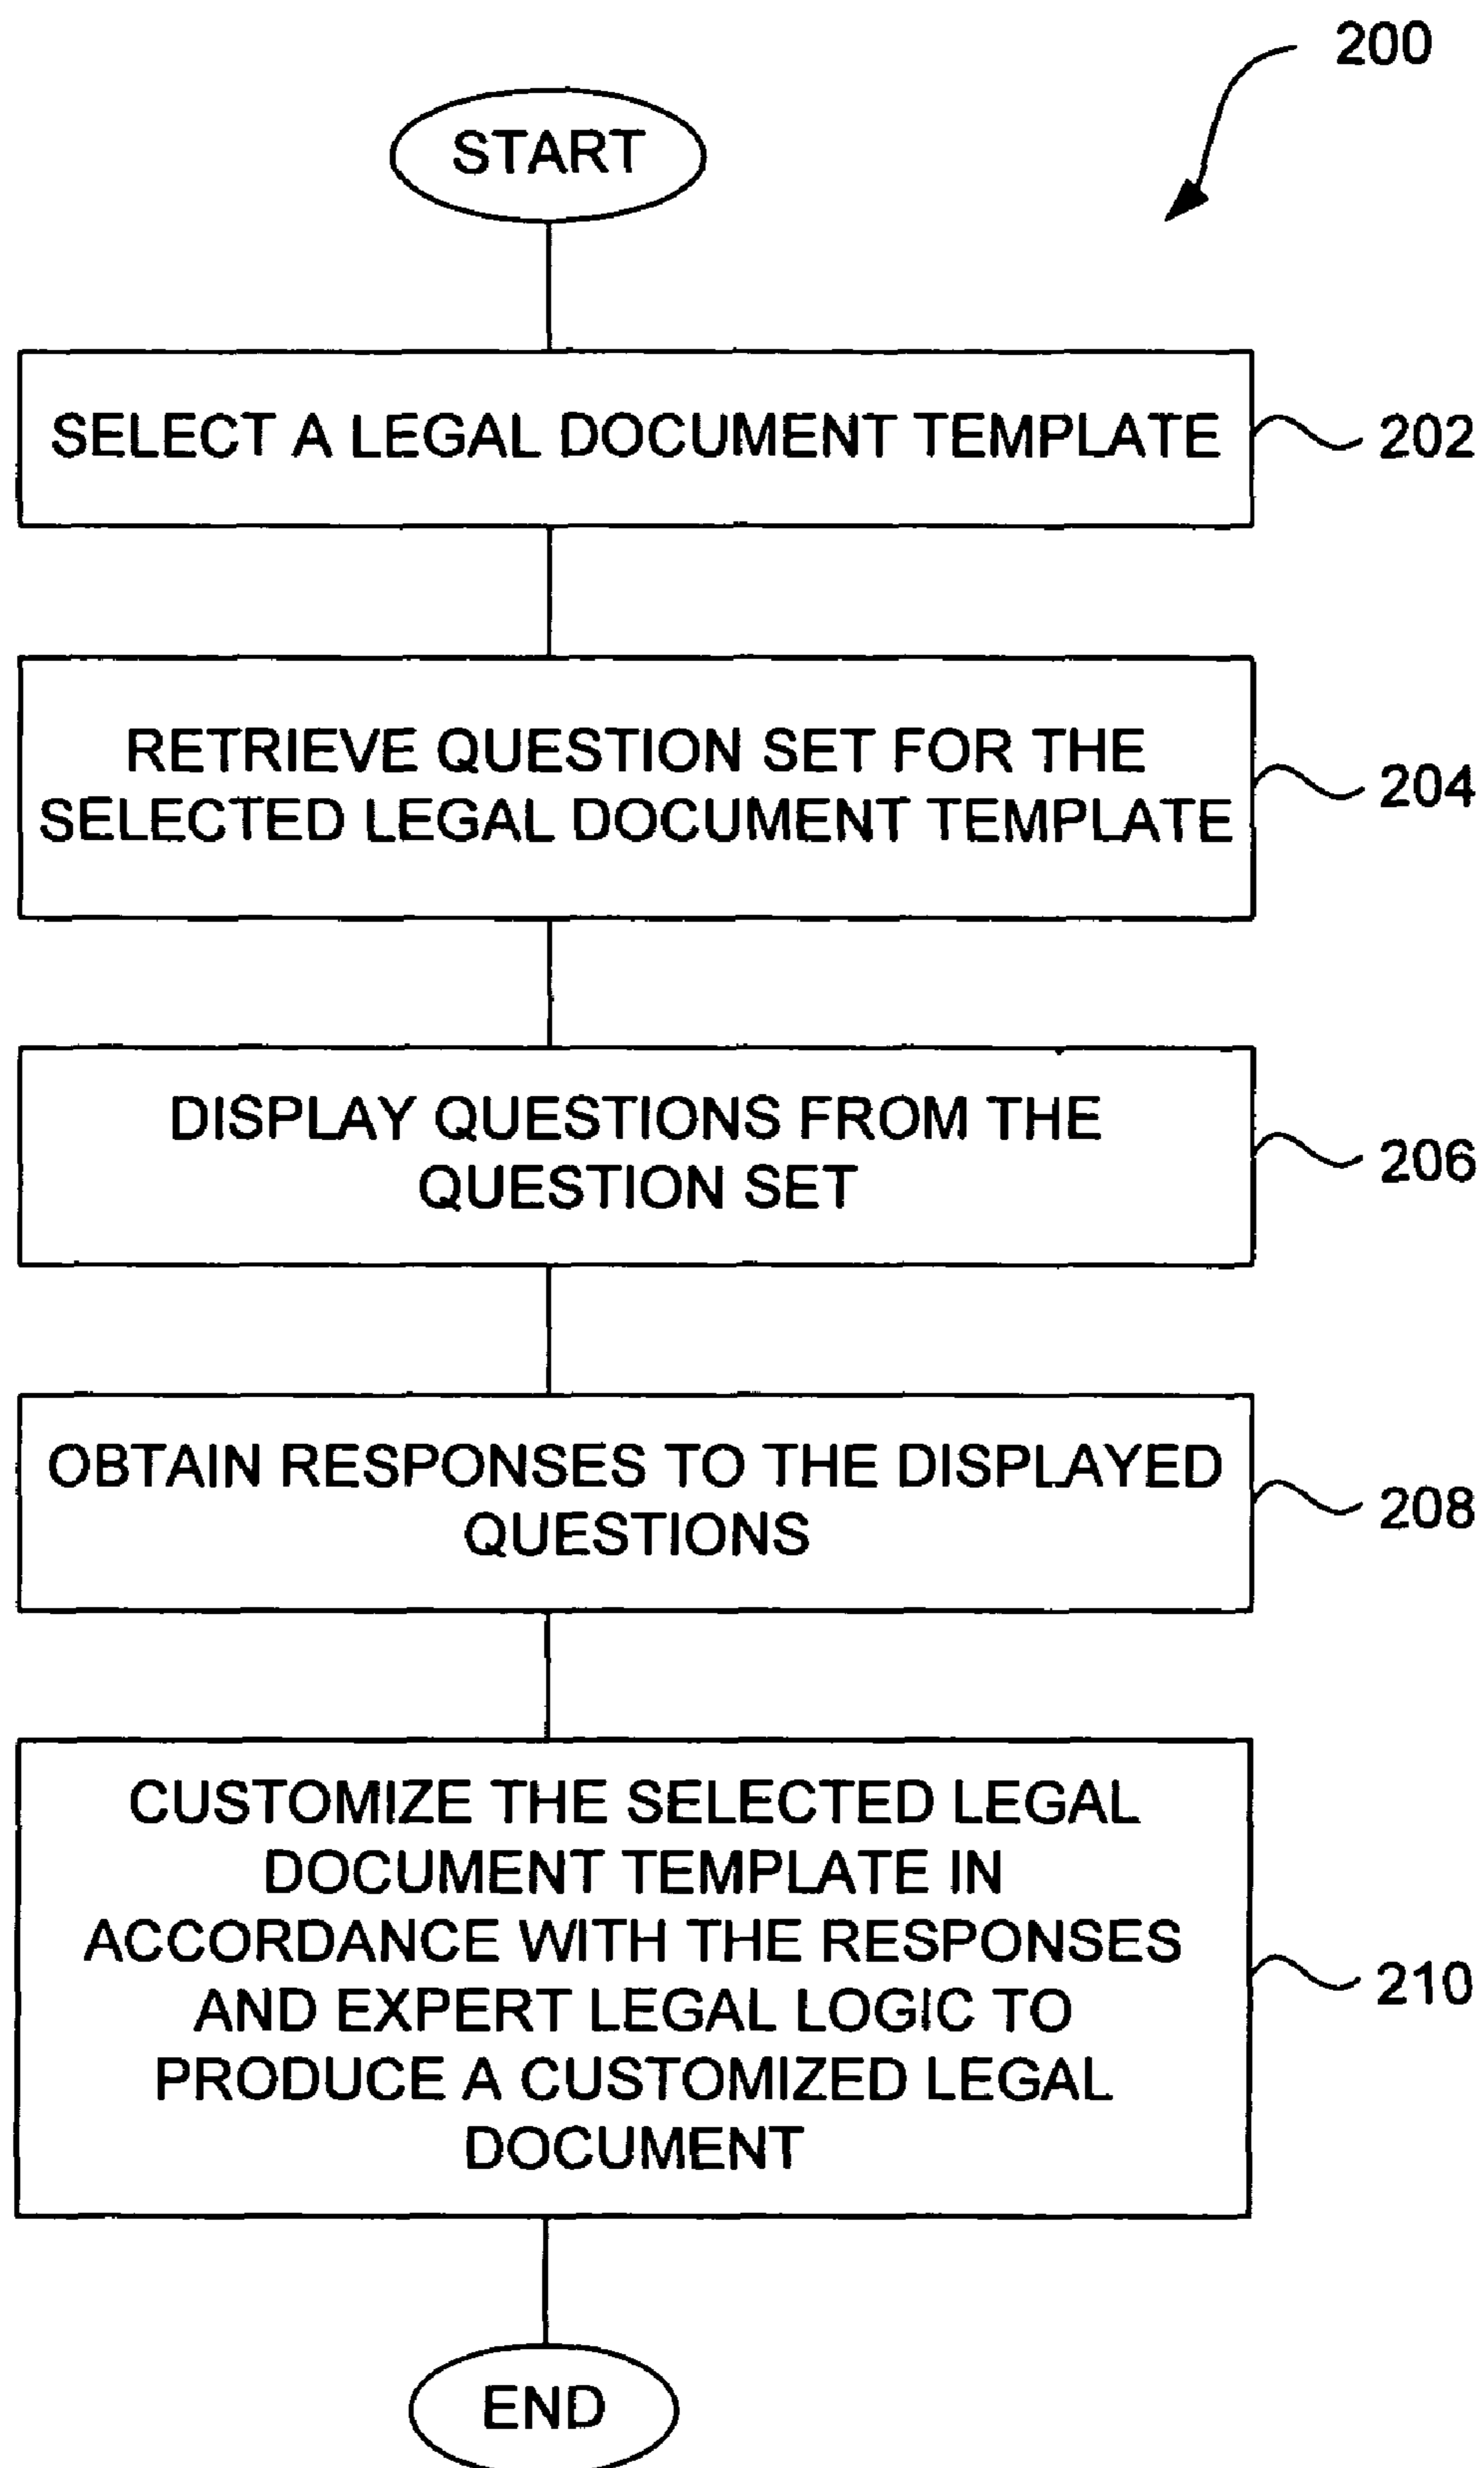 200
START
SELECT A LEGAL DOCUMENT TEMPLATE
202
RETRIEVE QUESTION SET FOR THE
SELECTED LEGAL DOCUMENT TEMPLATE
204
DISPLAY QUESTIONS FROM THE
QUESTION SET
206
OBTAIN RESPONSES TO THE DISPLAYED
QUESTIONS
208
CUSTOMIZE THE SELECTED LEGAL
DOCUMENT TEMPLATE IN
ACCORDANCE WITH THE RESPONSES
AND EXPERT LEGAL LOGIC TO
PRODUCE A CUSTOMIZED LEGAL
DOCUMENT
210
END